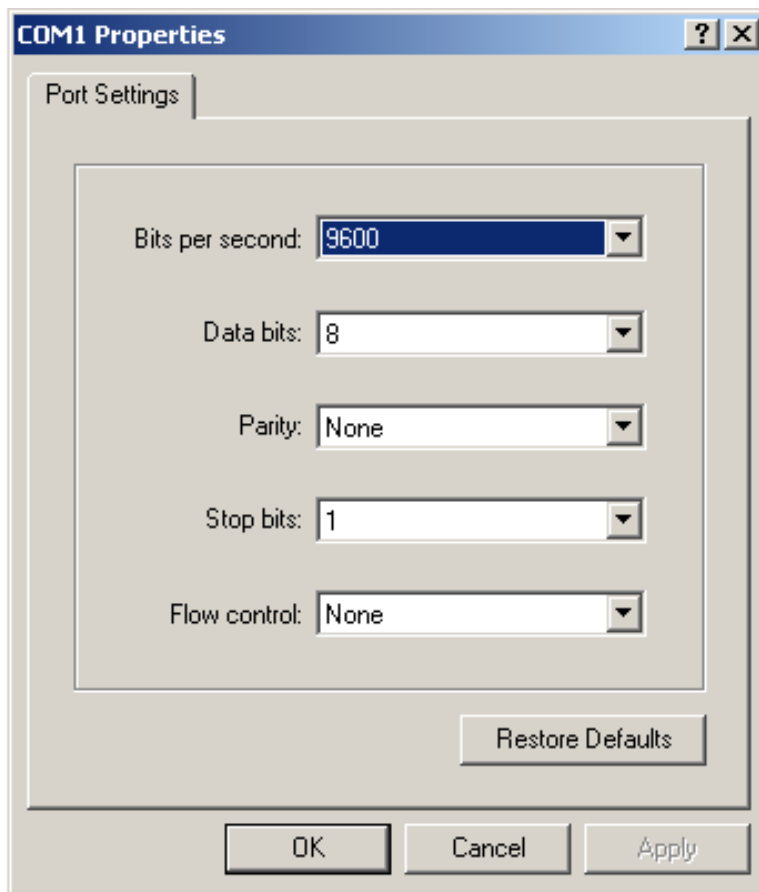 COM1 Properties
Port Settings
Bits per second: 9600
Data bits: 8
Parity: None
Stop bits: 1
Flow control: None
Restore Defaults
OK Cancel Apply